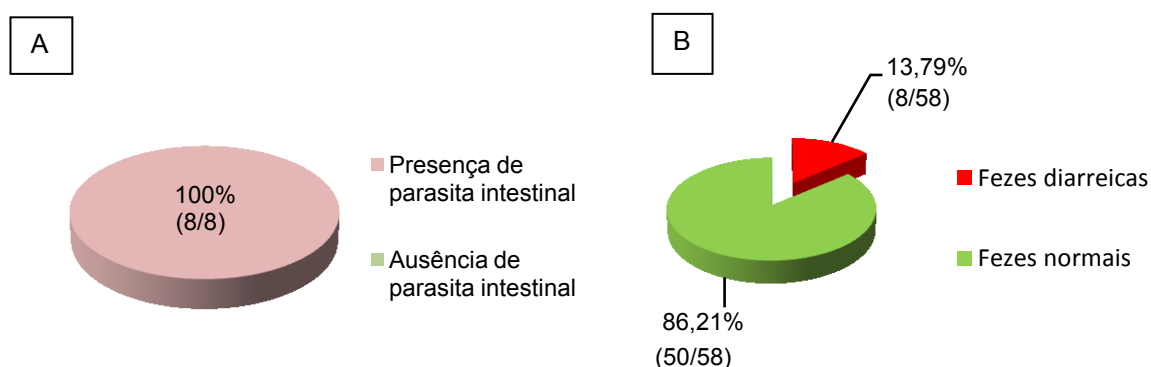 A
100%
(8/8)
Presença de
parasita intestinal
Ausência de
parasita intestinal
B
13,79%
(8/58)
Fezes diarreicas
Fezes normais
86,21%
(50/58)